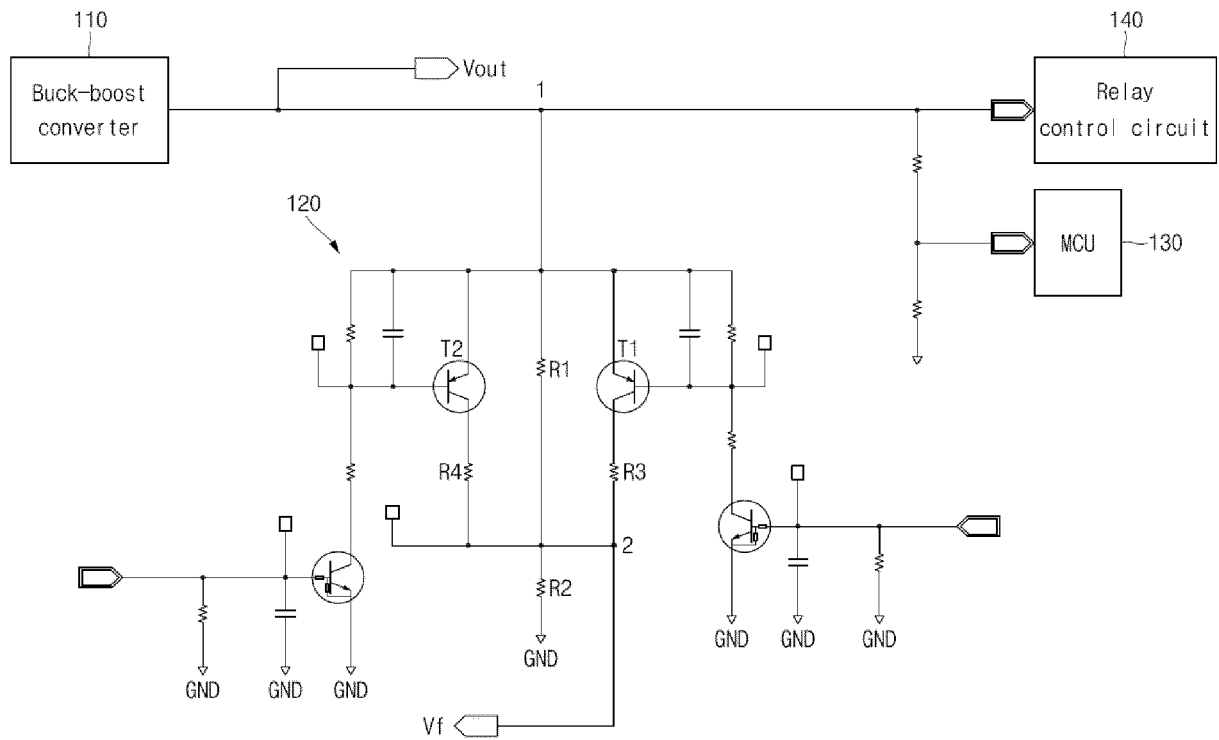 110
140
Buck-boost
converter
Vout
1
Relay
control circuit
120
MCU
130
T2
T1
R1
R4
R3
2
R2
GND
GND
GND
GND
GND
GND
GND
Vf